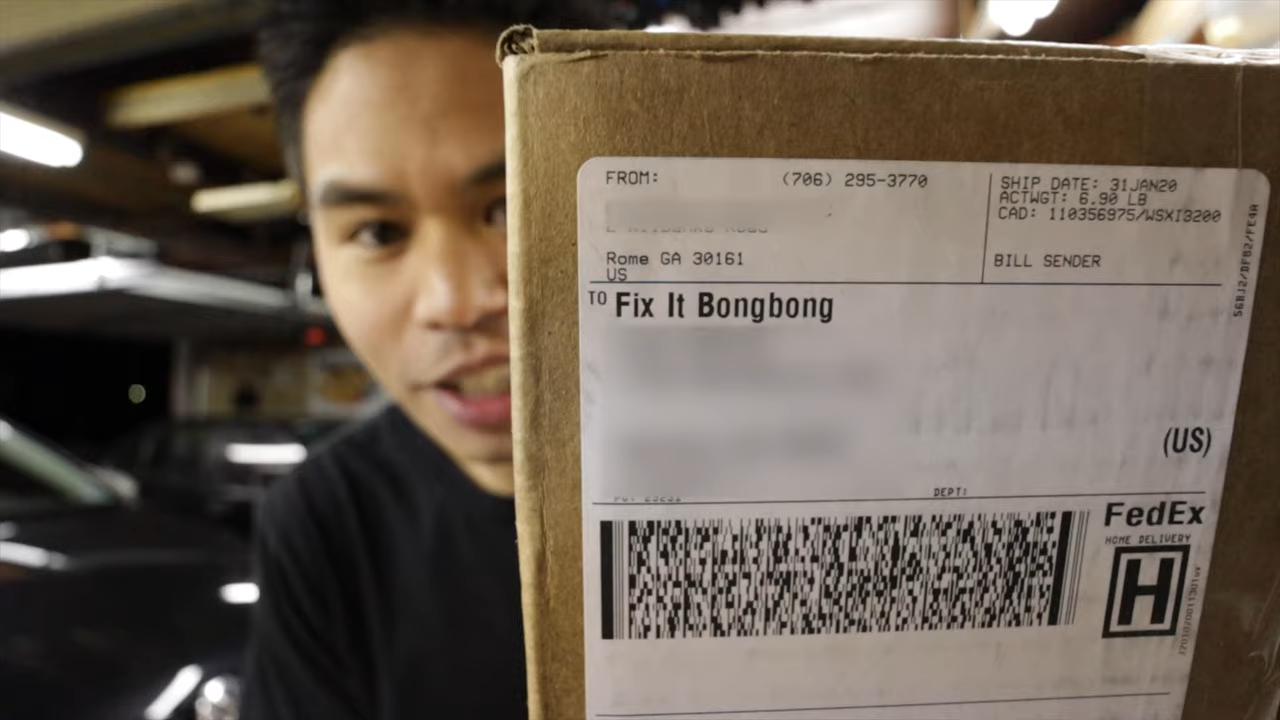 FROM:
(706) 295-3770
Rome GA 30161
US
SHIP DATE: 31JAN20
ACTWGT: 6.90 LB
CAD: 110356975/WSXI3200
BILL SENDER
TO Fix It Bongbong
(US)
DEPT:
FedEx
HOME DELIVERY
H